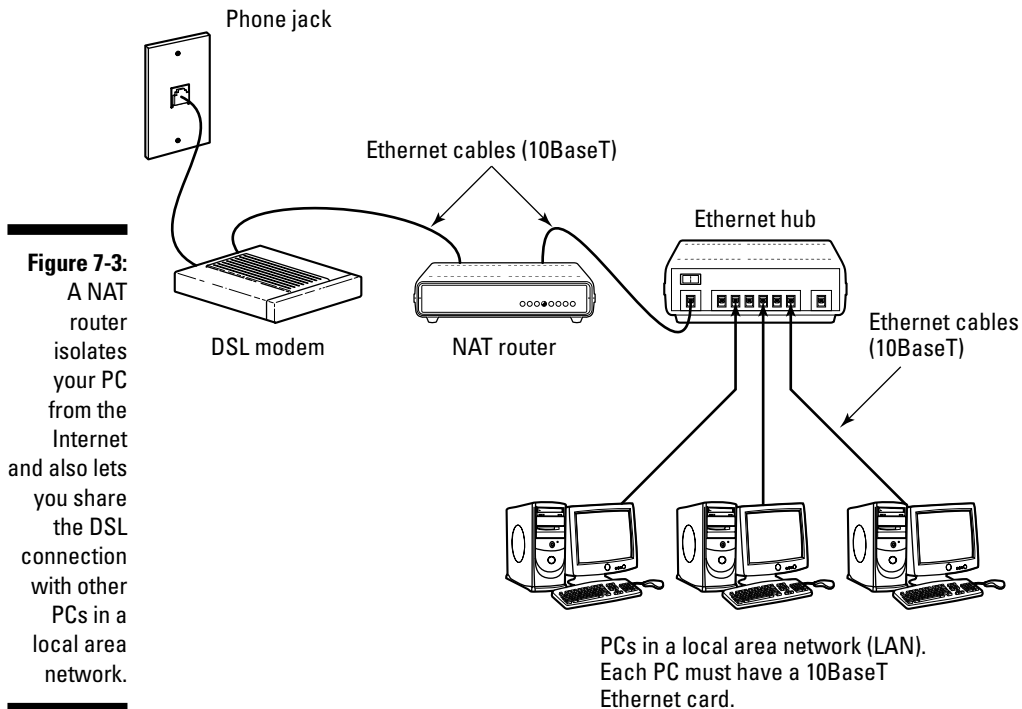 Phone jack
Ethernet cables (10BaseT)
Ethernet hub
Figure 7-3:
A NAT
router
isolates
your PC
from the
Internet
and also lets
you share
the DSL
connection
with other
PCs in a
local area
network.
DSL modem
NAT router
Ethernet cables
(10BaseT)
PCs in a local area network (LAN).
Each PC must have a 10BaseT
Ethernet card.